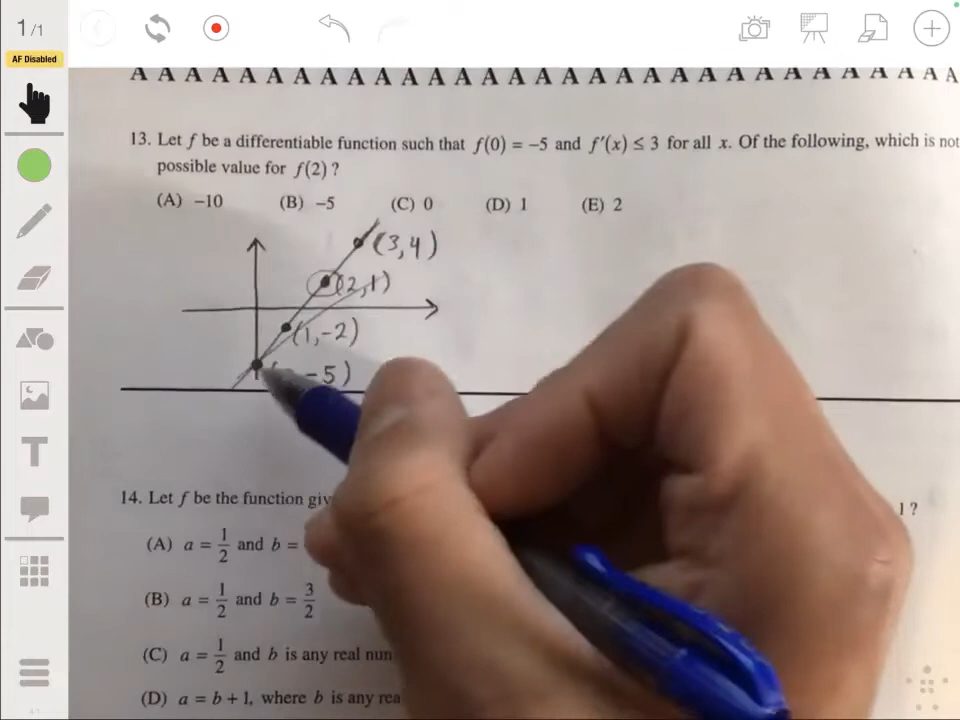 1/1
AF Disabled
A A A A A A A A A A A A A A A A A A A A A A A A A A A A A A A
13. Let f be a differentiable function such that f(0) = −5 and f′(x) ≤ 3 for all x. Of the following, which is not
possible value for f(2) ?
(A) −10 (B) −5 (C) 0 (D) 1 (E) 2
(3,4)
(2,1)
(1,-2)
-5)
14. Let f be the function giv
1 ?
(A) a = 1/2 and b =
(B) a = 1/2 and b = 3/2
(C) a = 1/2 and b is any real num
(D) a = b + 1, where b is any rea
T